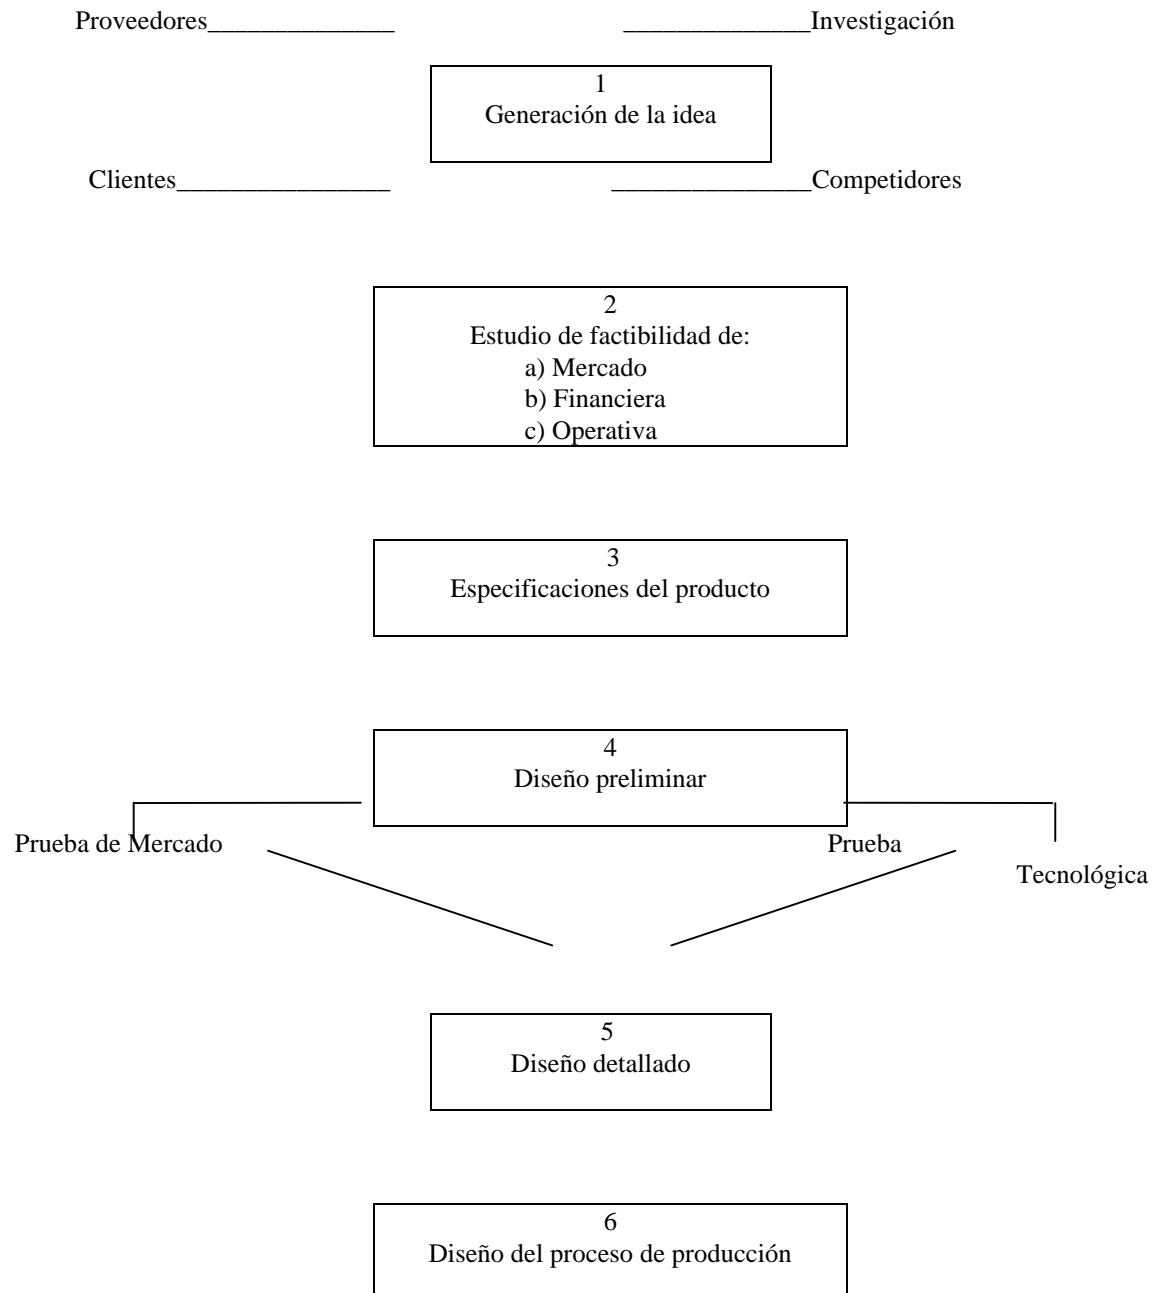 Proveedores______________ ______________Investigación
1
Generación de la idea
Clientes________________ _______________Competidores
2
Estudio de factibilidad de:
a) Mercado
b) Financiera
c) Operativa
3
Especificaciones del producto
4
Diseño preliminar
Prueba de Mercado Prueba
Tecnológica
5
Diseño detallado
6
Diseño del proceso de producción